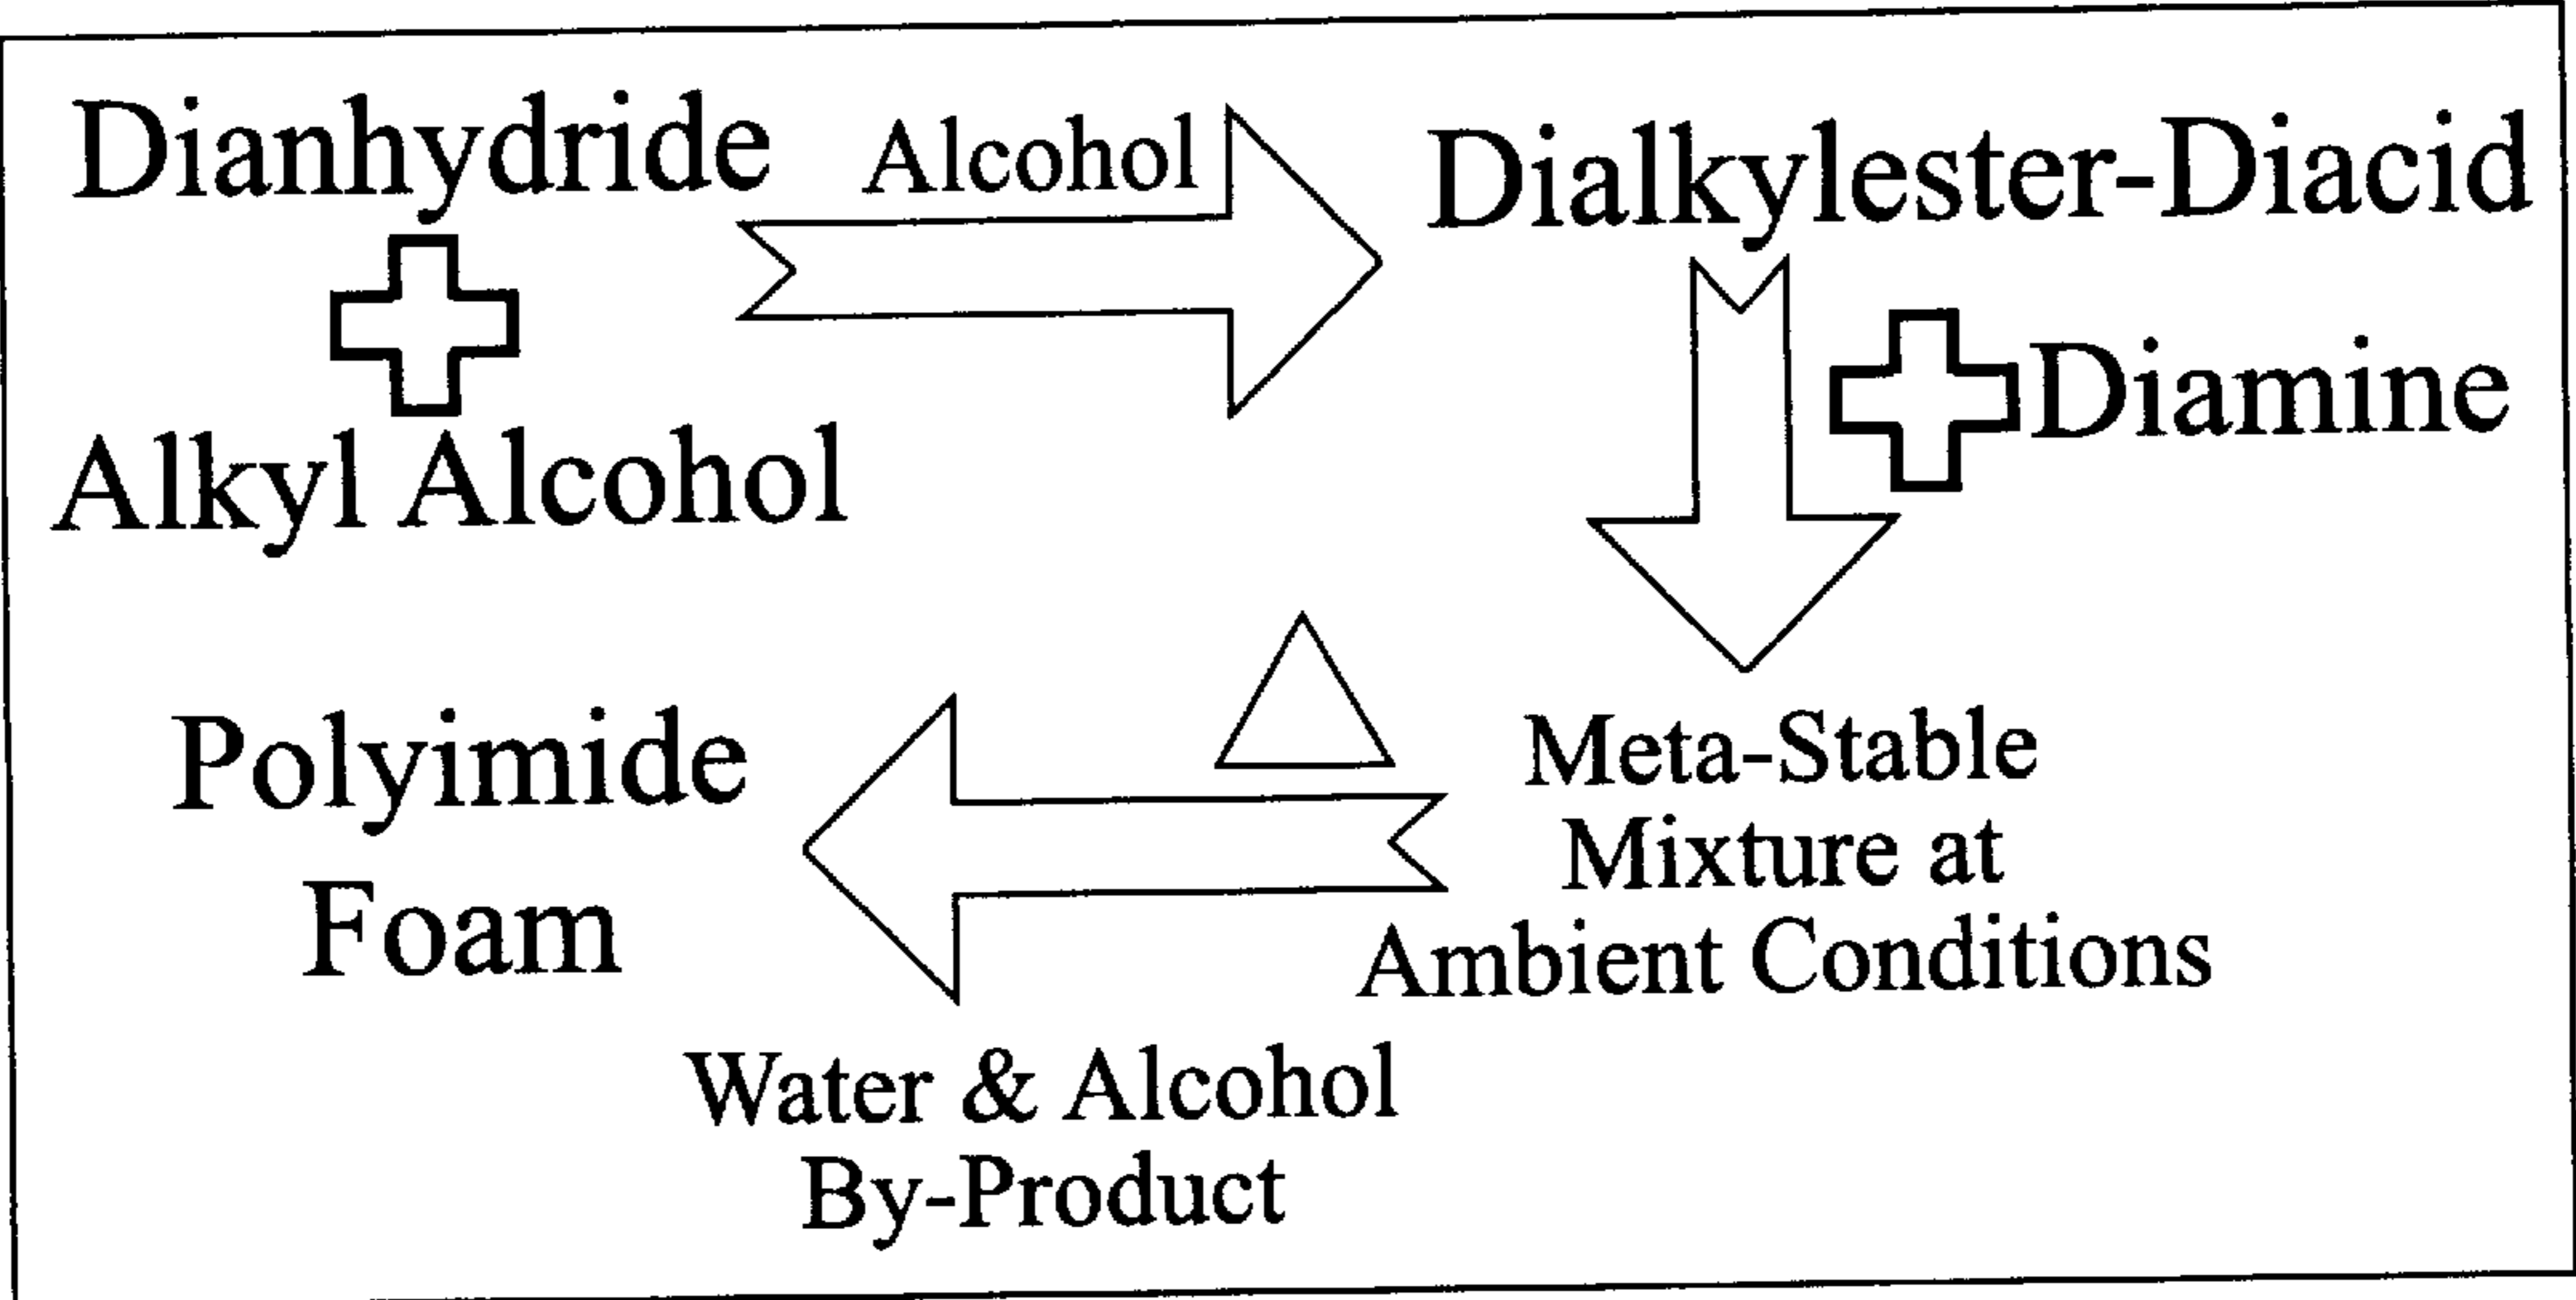 Dianhydride
Alcohol
Dialkylester-Diacid
Alkyl Alcohol
Diamine
Meta-Stable
Mixture at
Ambient Conditions
Polyimide
Foam
Water & Alcohol
By-Product